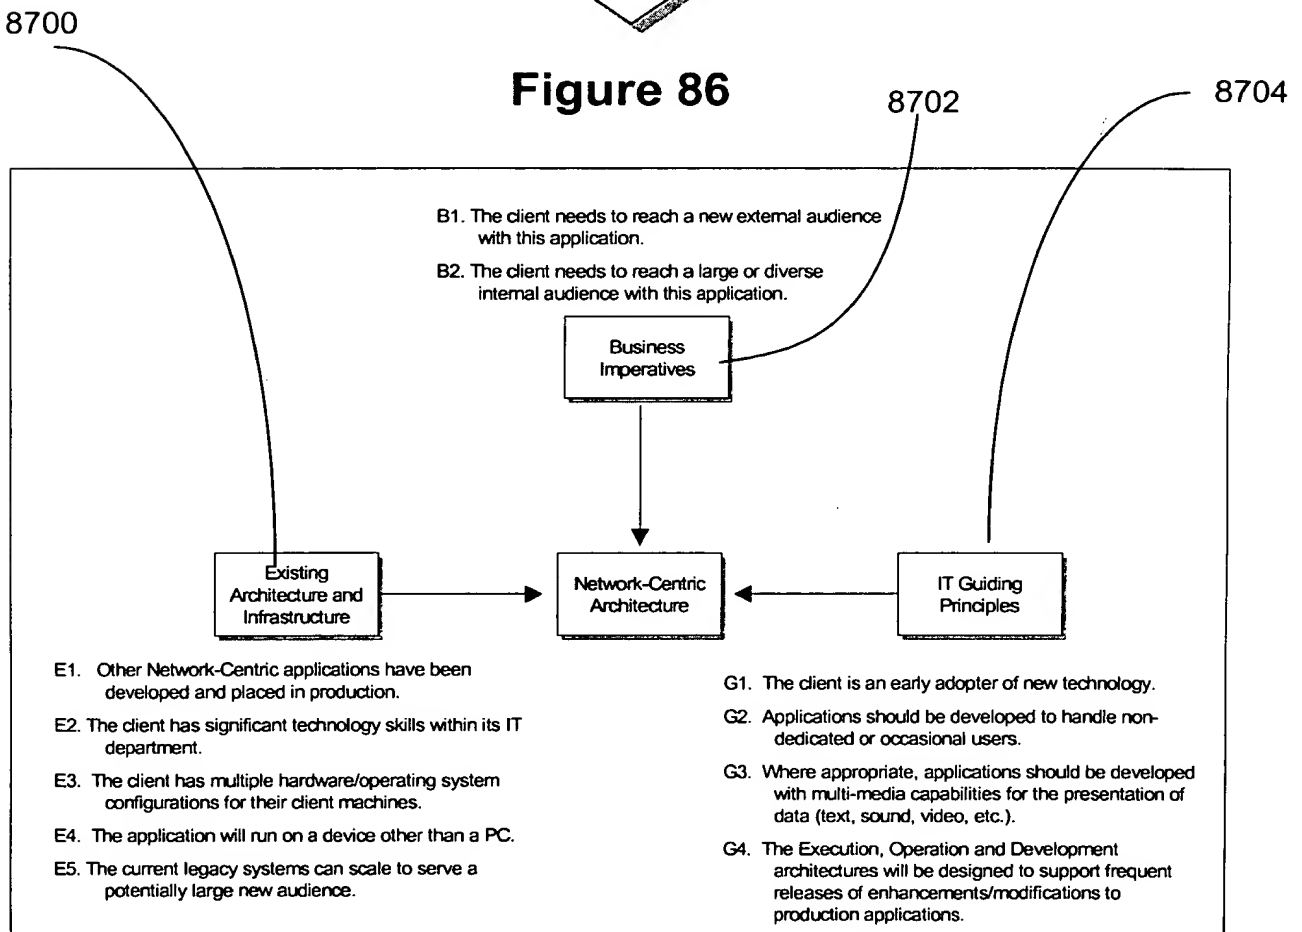 8700
Figure 86
8702
8704
B1. The client needs to reach a new external audience
with this application.
B2. The client needs to reach a large or diverse
internal audience with this application.
Business
Imperatives
Existing
Architecture and
Infrastructure
Network-Centric
Architecture
IT Guiding
Principles
E1. Other Network-Centric applications have been
developed and placed in production.
E2. The client has significant technology skills within its IT
department.
E3. The client has multiple hardware/operating system
configurations for their client machines.
E4. The application will run on a device other than a PC.
E5. The current legacy systems can scale to serve a
potentially large new audience.
G1. The client is an early adopter of new technology.
G2. Applications should be developed to handle non-
dedicated or occasional users.
G3. Where appropriate, applications should be developed
with multi-media capabilities for the presentation of
data (text, sound, video, etc.).
G4. The Execution, Operation and Development
architectures will be designed to support frequent
releases of enhancements/modifications to
production applications.